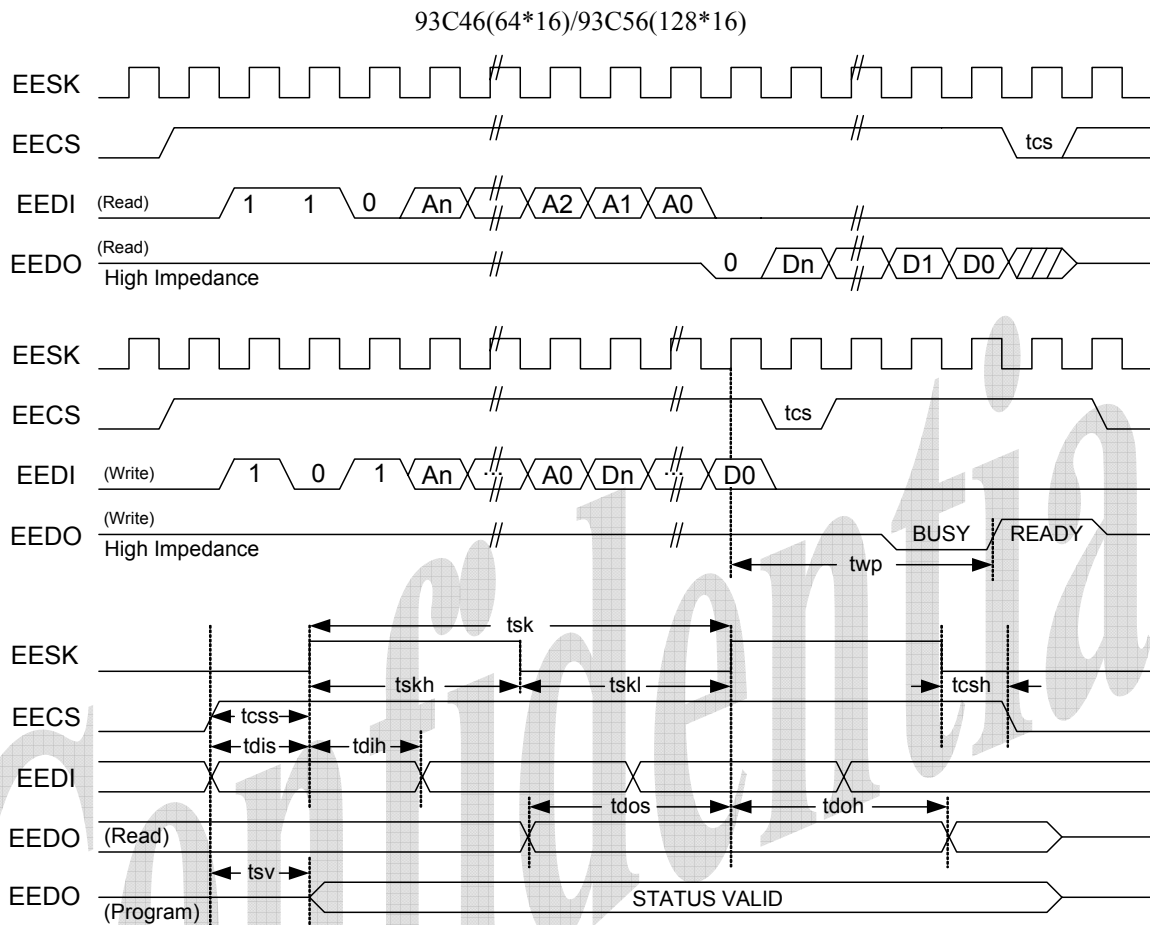 93C46(64*16)/93C56(128*16)
EESK
EECS tcs
EEDI (Read) 1 1 0 An A2 A1 A0
EEDO (Read) High Impedance 0 Dn D1 D0
EESK
EECS tcs
EEDI (Write) 1 0 1 An ... A0 Dn ... D0
EEDO (Write) High Impedance BUSY READY
twp
tsk
EESK
tskh tskl tcsh
EECS tcss
tdis tdih
EEDI
tdos tdoh
EEDO (Read)
tsv
EEDO (Program) STATUS VALID
Confidentia